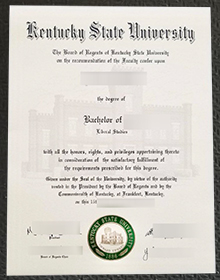 Kentucky State University
The Board of Regents of Kentucky State University
on the recommendation of the Faculty confer upon
the degree of
Bachelor of
Liberal Studies
with all the honors, rights, and privileges appertaining thereto
in consideration of the satisfactory fulfillment of
the requirements prescribed for this degree.
Given under the Seal of the University, by virtue of the authority
vested in the President by the Board of Regents and by the
Commonwealth of Kentucky, at Frankfort, Kentucky,
on this
KENTUCKY STATE UNIVERSITY
1886